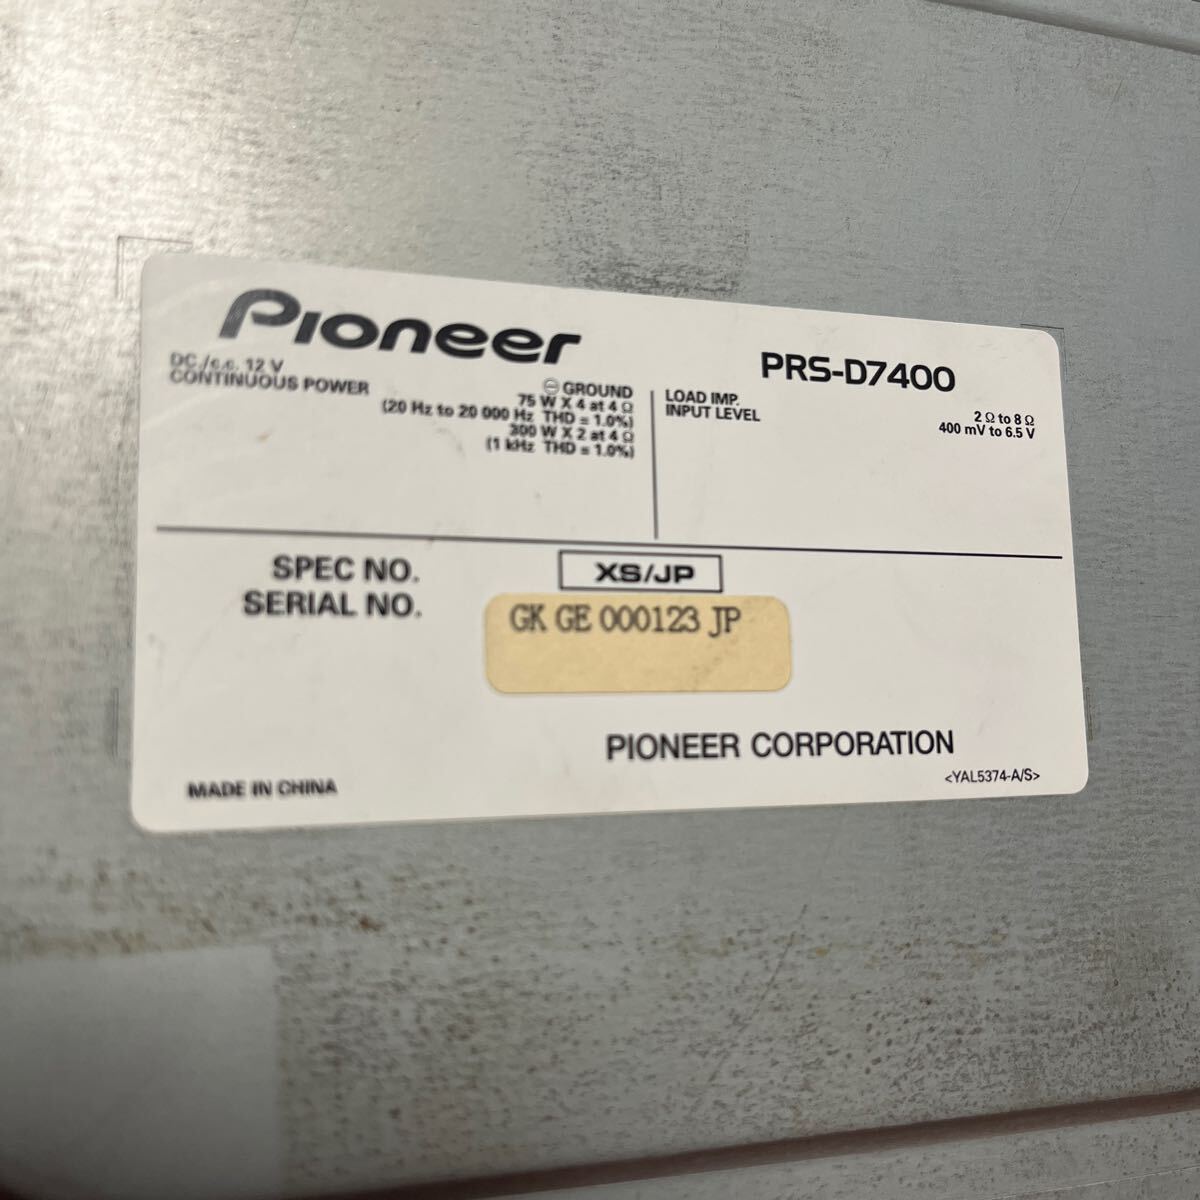 Pioneer
PRS-D7400
DC./c.c. 12 V
⊖ GROUND
CONTINUOUS POWER
75 W X 4 at 4 Ω
(20 Hz to 20 000 Hz THD = 1.0%)
300 W X 2 at 4 Ω
(1 kHz THD = 1.0%)
LOAD IMP. 2 Ω to 8 Ω
INPUT LEVEL 400 mV to 6.5 V
SPEC NO. XS/JP
SERIAL NO. GK GE 000123 JP
PIONEER CORPORATION
MADE IN CHINA
<YAL5374-A/S>